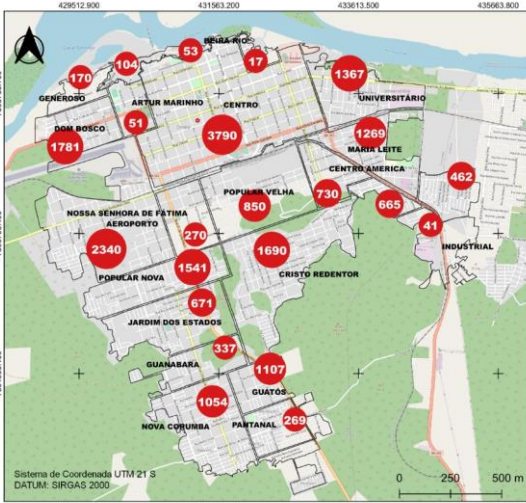 429512.900 431563.200 433613.500 435663.800
BEIRA RIO
53
17
104
170
GENEROSO
1367
UNIVERSITÁRIO
ARTUR MARINHO
CENTRO
51
DOM BOSCO
1781
3790
1269
MARIA LEITE
CENTRO AMERICA
462
POPULAR VELHA
850
730
665
NOSSA SENHORA DE FÁTIMA
AEROPORTO
270
41
2340
1690
INDUSTRIAL
1541
POPULAR NOVA
CRISTO REDENTOR
671
JARDIM DOS ESTADOS
337
GUANABARA
1107
GUATÓS
1054
269
NOVA CORUMBA
PANTANAL
Sistema de Coordenada UTM 21 S
DATUM: SIRGAS 2000
0 250 500 m